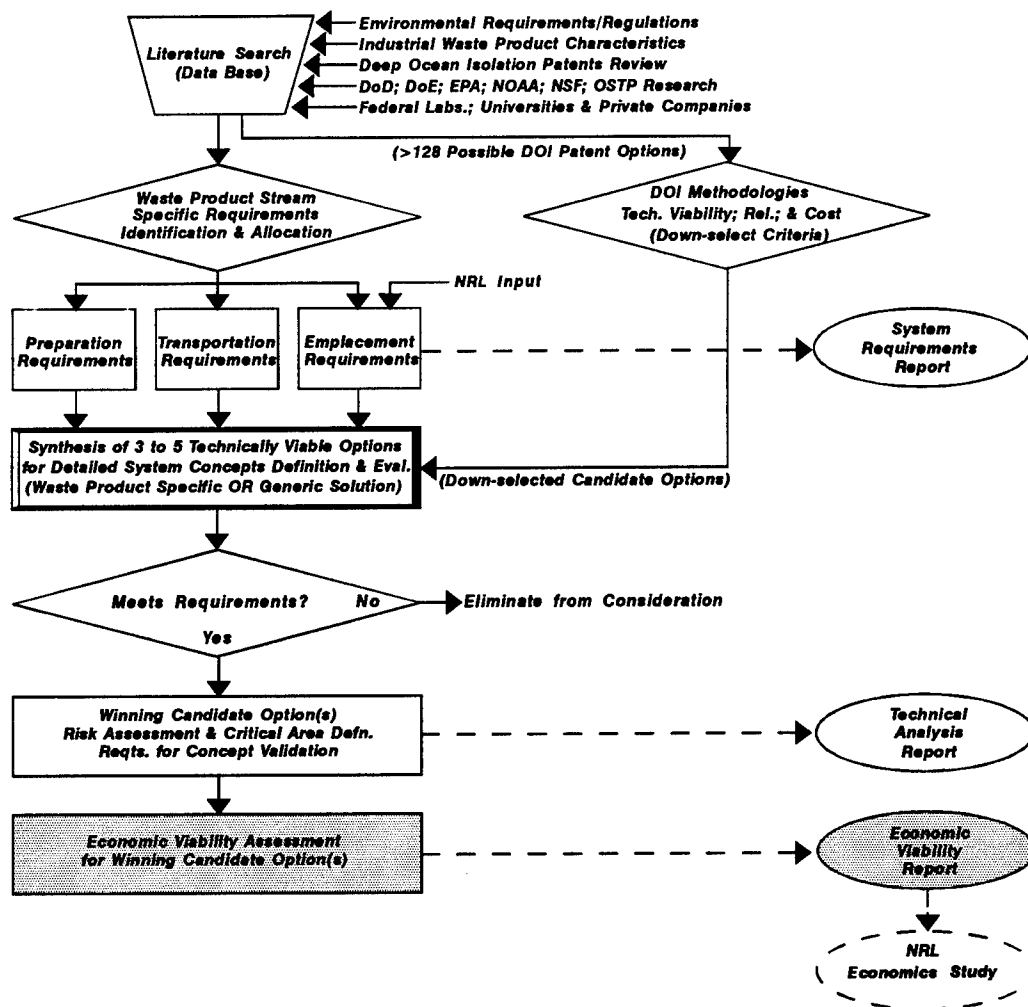 Literature Search
(Data Base)
Environmental Requirements/Regulations
Industrial Waste Product Characteristics
Deep Ocean Isolation Patents Review
DoD; DoE; EPA; NOAA; NSF; OSTP Research
Federal Labs.; Universities & Private Companies
(>128 Possible DOI Patent Options)
Waste Product Stream
Specific Requirements
Identification & Allocation
DOI Methodologies
Tech. Viability; Rel.; & Cost
(Down-select Criteria)
NRL Input
Preparation
Requirements
Transportation
Requirements
Emplacement
Requirements
System
Requirements
Report
Synthesis of 3 to 5 Technically Viable Options
for Detailed System Concepts Definition & Eval.
(Waste Product Specific OR Generic Solution)
(Down-selected Candidate Options)
Meets Requirements? No
Yes
Eliminate from Consideration
Winning Candidate Option(s)
Risk Assessment & Critical Area Defn.
Reqts. for Concept Validation
Technical
Analysis
Report
Economic Viability Assessment
for Winning Candidate Option(s)
Economic
Viability
Report
NRL
Economics Study